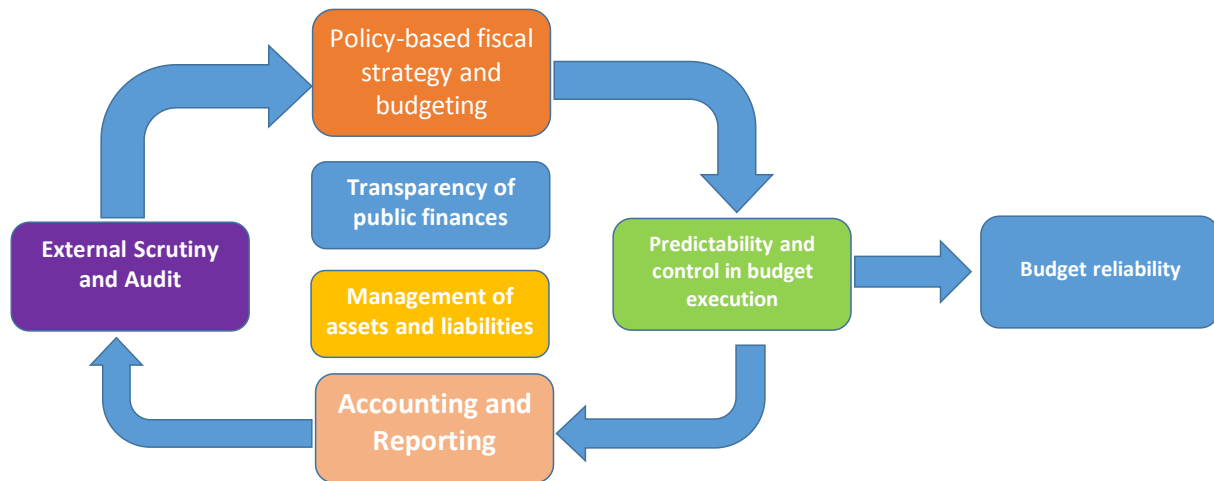 Policy-based fiscal
strategy and
budgeting
Transparency of
public finances
External Scrutiny
and Audit
Predictability and
control in budget
execution
Budget reliability
Management of
assets and liabilities
Accounting and
Reporting